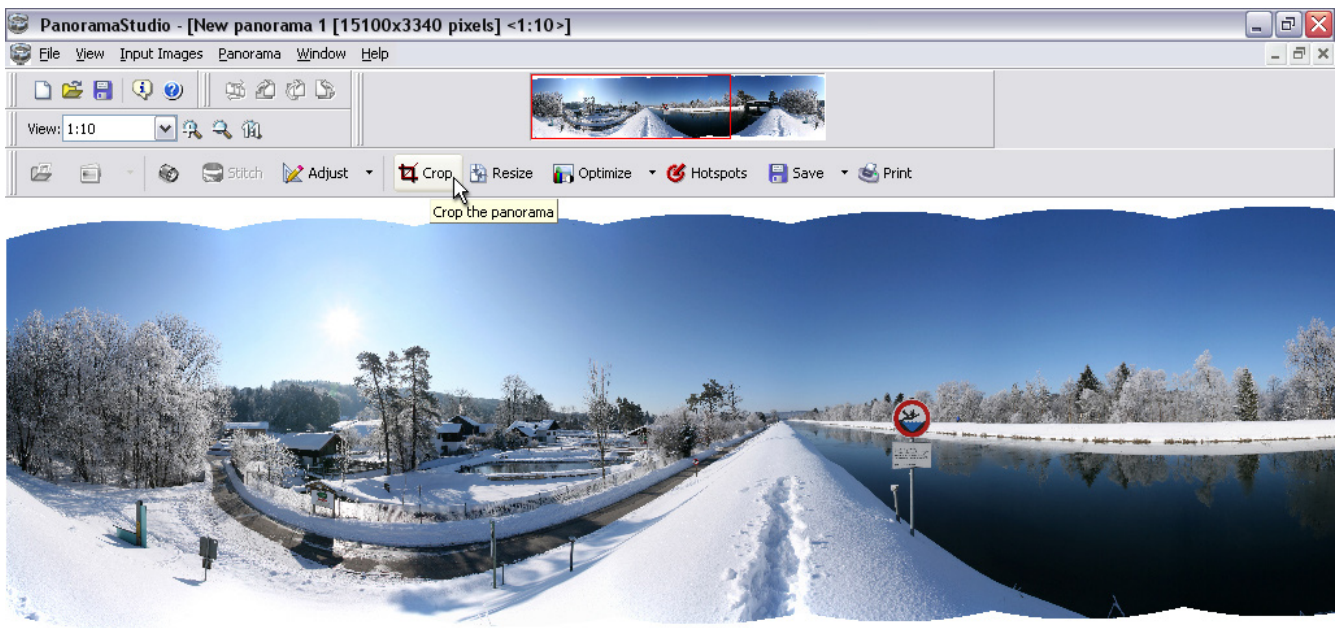 PanoramaStudio - [New panorama 1 [15100x3340 pixels] <1:10>]
File View Input Images Panorama Window Help
View: 1:10
Stitch Adjust Crop Resize Optimize Hotspots Save Print
Crop the panorama